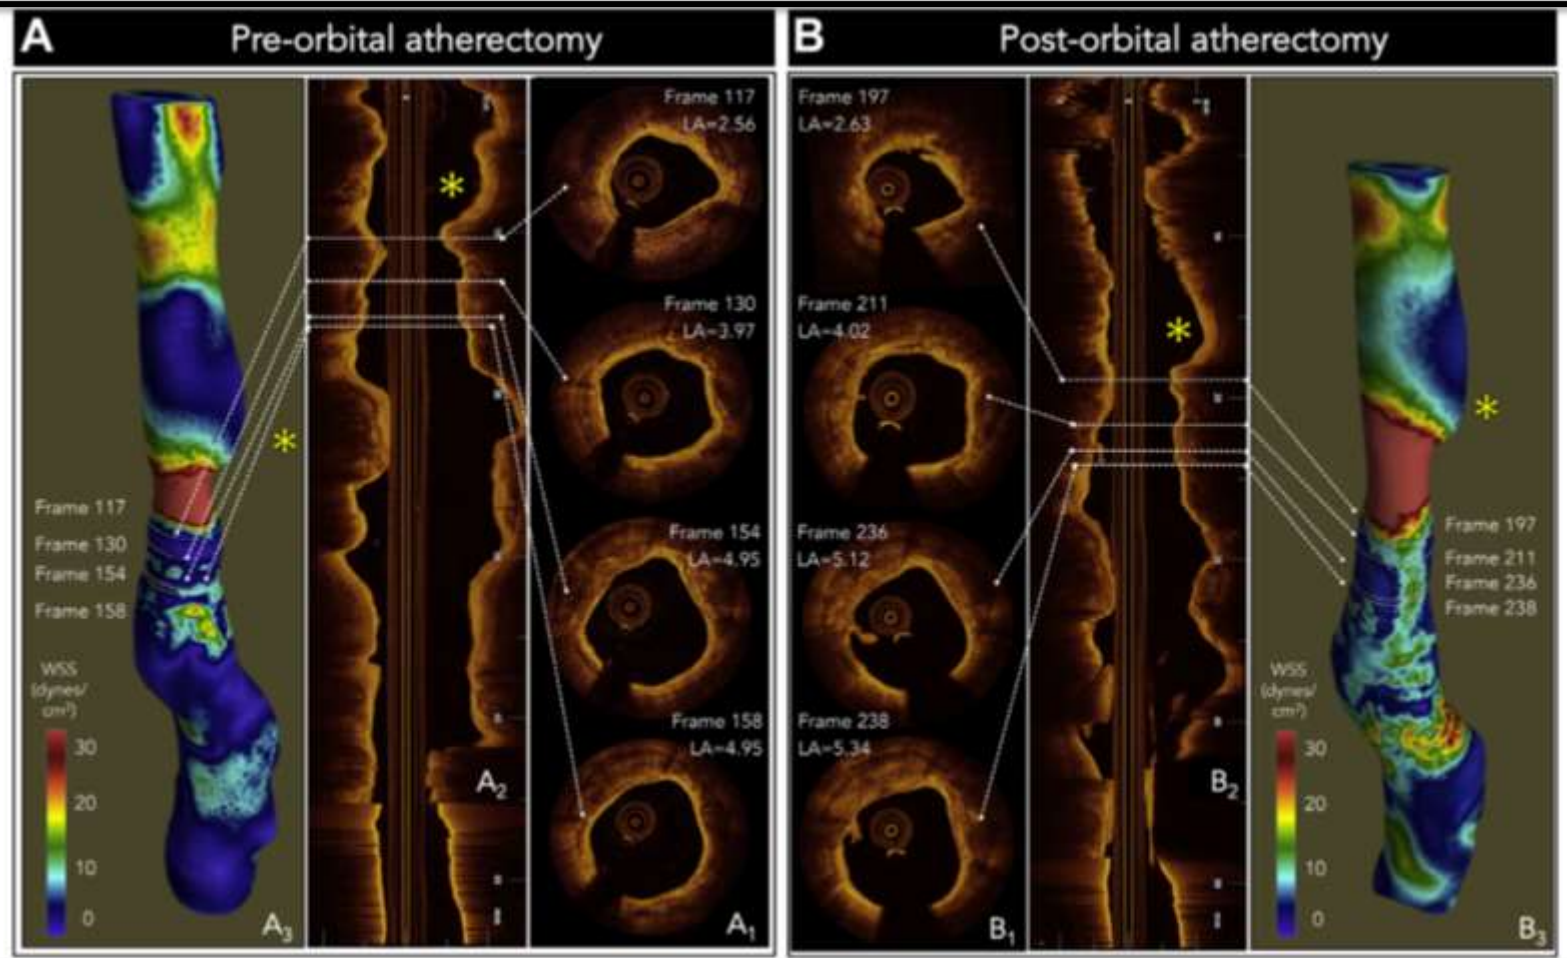 A
Pre-orbital atherectomy
B
Post-orbital atherectomy
Frame 117
LA=2.56
Frame 130
LA=3.97
Frame 154
LA=4.95
Frame 158
LA=4.95
Frame 117
Frame 130
Frame 154
Frame 158
WSS
(dynes/
cm²)
30
20
10
0
*
*
A3
A2
A1
Frame 197
LA=2.63
Frame 211
LA=4.02
Frame 236
LA=5.12
Frame 238
LA=5.34
*
*
Frame 197
Frame 211
Frame 236
Frame 238
WSS
(dynes/
cm²)
30
20
10
0
B1
B2
B3